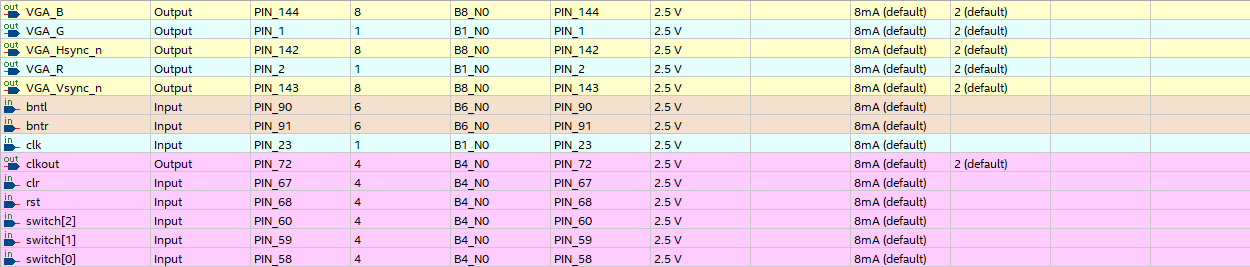 out VGA_B Output PIN_144 8 B8_N0 PIN_144 2.5 V 8mA (default) 2 (default)
out VGA_G Output PIN_1 1 B1_N0 PIN_1 2.5 V 8mA (default) 2 (default)
out VGA_Hsync_n Output PIN_142 8 B8_N0 PIN_142 2.5 V 8mA (default) 2 (default)
out VGA_R Output PIN_2 1 B1_N0 PIN_2 2.5 V 8mA (default) 2 (default)
out VGA_Vsync_n Output PIN_143 8 B8_N0 PIN_143 2.5 V 8mA (default) 2 (default)
in bntl Input PIN_90 6 B6_N0 PIN_90 2.5 V 8mA (default)
in bntr Input PIN_91 6 B6_N0 PIN_91 2.5 V 8mA (default)
in clk Input PIN_23 1 B1_N0 PIN_23 2.5 V 8mA (default)
out clkout Output PIN_72 4 B4_N0 PIN_72 2.5 V 8mA (default) 2 (default)
in clr Input PIN_67 4 B4_N0 PIN_67 2.5 V 8mA (default)
in rst Input PIN_68 4 B4_N0 PIN_68 2.5 V 8mA (default)
in switch[2] Input PIN_60 4 B4_N0 PIN_60 2.5 V 8mA (default)
in switch[1] Input PIN_59 4 B4_N0 PIN_59 2.5 V 8mA (default)
in switch[0] Input PIN_58 4 B4_N0 PIN_58 2.5 V 8mA (default)